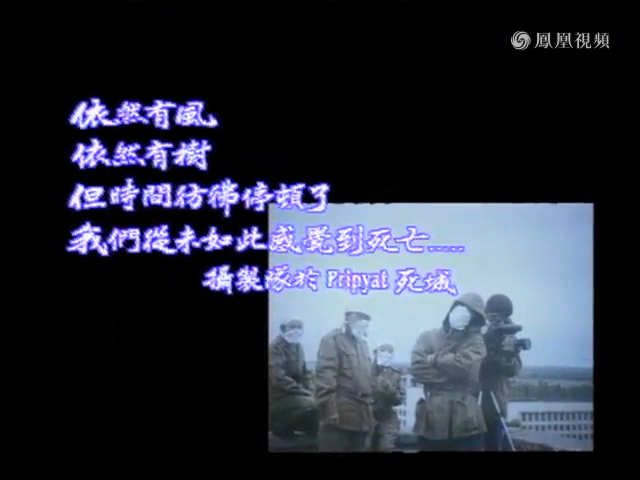 鳳凰視頻
依然有風
依然有樹
但時間彷彿停頓了
我們從未如此感覺到死亡.....
攝製隊於 Pripyat 死城